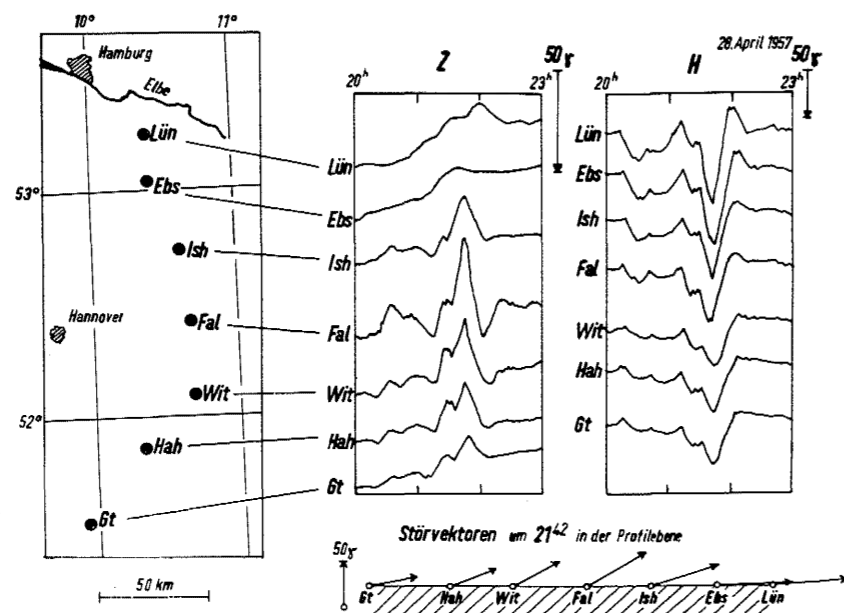 10° 11°
Hamburg
Elbe
Lün
Ebs
53°
Ish
Hannover
Fal
Wit
52°
Hah
Gt
50 km
Z
50γ
20ʰ 23ʰ
Lün
Ebs
Ish
Fal
Wit
Hah
Gt
28. April 1957
H
50γ
20ʰ 23ʰ
Lün
Ebs
Ish
Fal
Wit
Hah
Gt
Störvektoren um 21⁴² in der Profilebene
50γ
Gt Hah Wit Fal Ish Ebs Lün